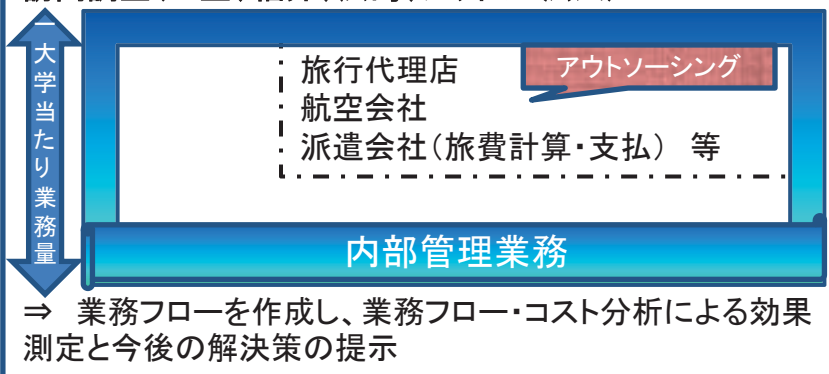 一大学当たり業務量
旅行代理店
アウトソーシング
航空会社
派遣会社(旅費計算・支払) 等
内部管理業務
⇒ 業務フローを作成し、業務フロー・コスト分析による効果
測定と今後の解決策の提示